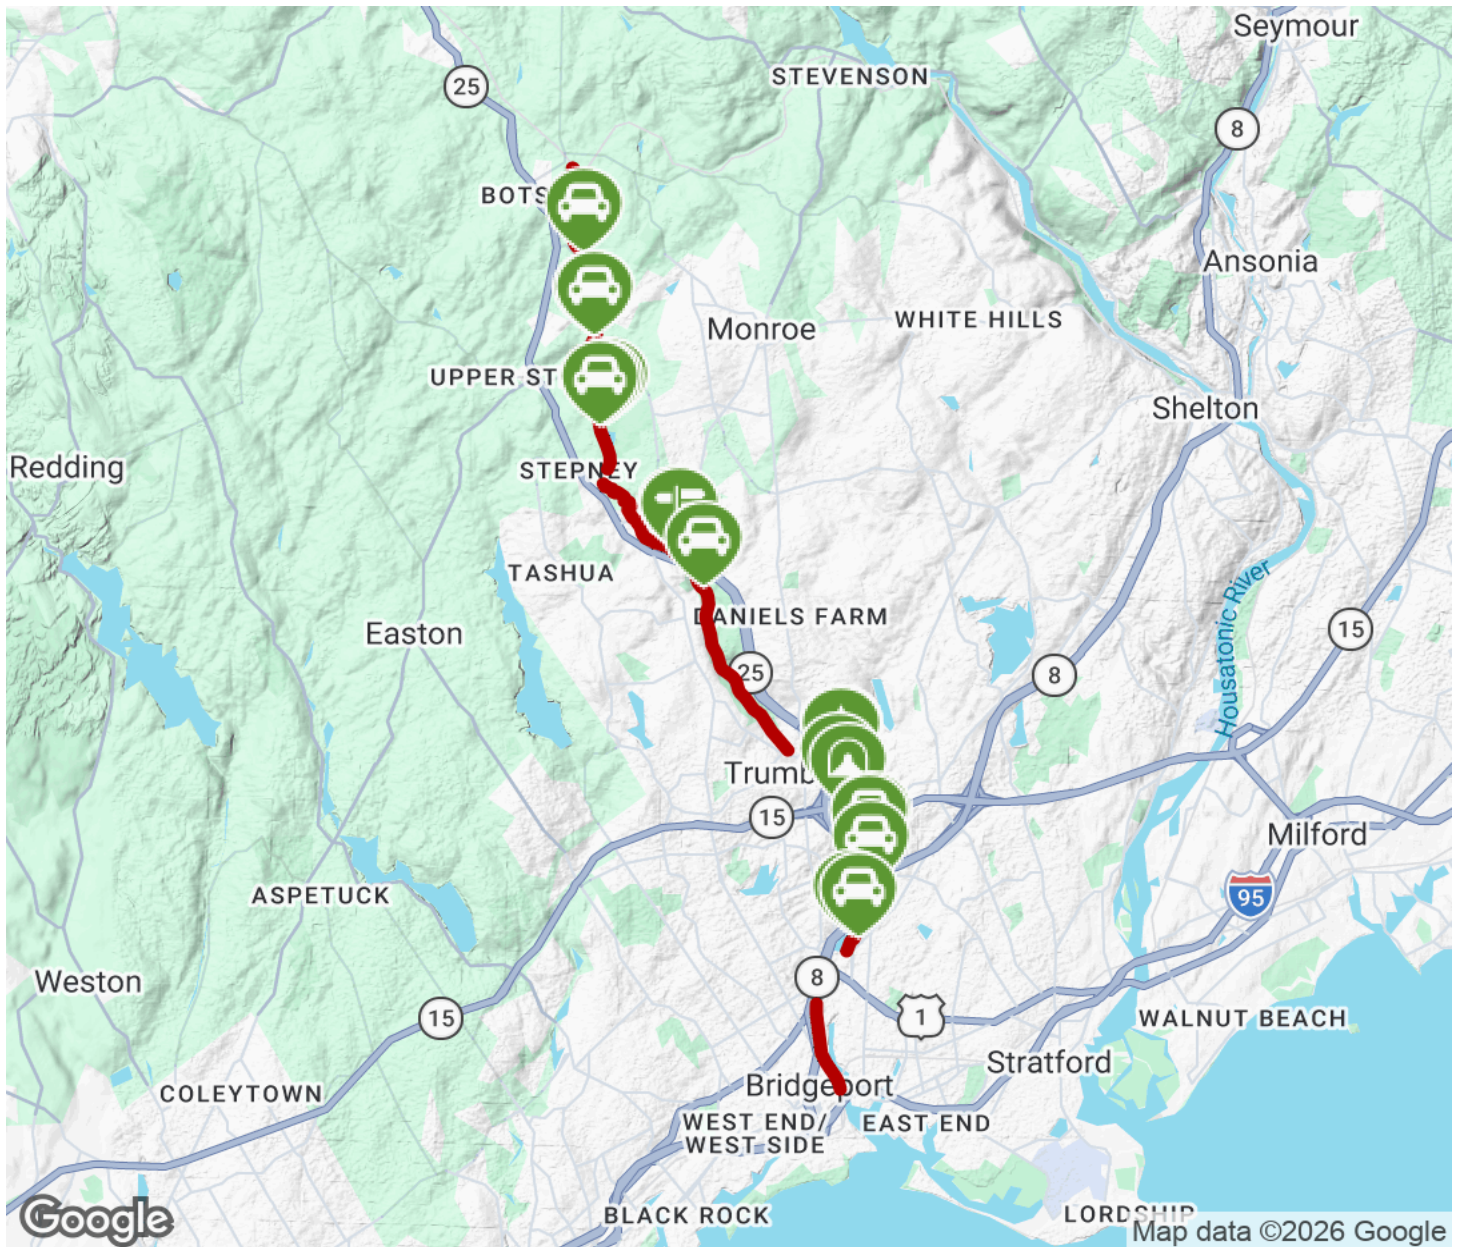 Seymour
STEVENSON
25
8
BOTS
Ansonia
WHITE HILLS
Monroe
UPPER ST
Shelton
Redding
STEPNEY
TASHUA
Housatonic River
DANIELS FARM
Easton
15
25
8
Trumb
15
Milford
ASPETUCK
95
Weston
8
15
1
WALNUT BEACH
Stratford
Bridgeport
COLEYTOWN
WEST END/
WEST SIDE
EAST END
BLACK ROCK
LORDSHIP
Google
Map data ©2026 Google